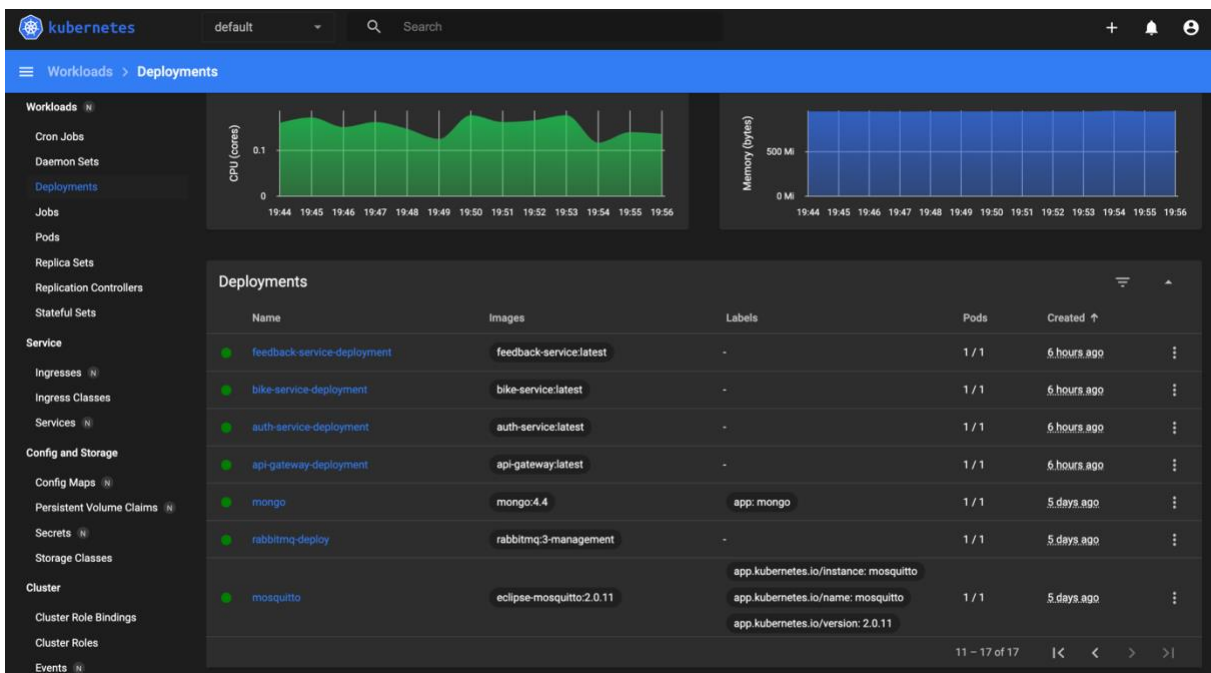 kubernetes
default
Search
Workloads > Deployments
Workloads N
Cron Jobs
Daemon Sets
Deployments
Jobs
Pods
Replica Sets
Replication Controllers
Stateful Sets
Service
Ingresses N
Ingress Classes
Services N
Config and Storage
Config Maps N
Persistent Volume Claims N
Secrets N
Storage Classes
Cluster
Cluster Role Bindings
Cluster Roles
Events N
CPU (cores)
0.1
0
19:44 19:45 19:46 19:47 19:48 19:49 19:50 19:51 19:52 19:53 19:54 19:55 19:56
Memory (bytes)
500 Mi
0 Mi
19:44 19:45 19:46 19:47 19:48 19:49 19:50 19:51 19:52 19:53 19:54 19:55 19:56
Deployments
Name Images Labels Pods Created
feedback-service-deployment feedback-service:latest - 1 / 1 6 hours ago
bike-service-deployment bike-service:latest - 1 / 1 6 hours ago
auth-service-deployment auth-service:latest - 1 / 1 6 hours ago
api-gateway-deployment api-gateway:latest - 1 / 1 6 hours ago
mongo mongo:4.4 app: mongo 1 / 1 5 days ago
rabbitmq-deploy rabbitmq:3-management - 1 / 1 5 days ago
app.kubernetes.io/instance: mosquitto
mosquitto eclipse-mosquitto:2.0.11 app.kubernetes.io/name: mosquitto 1 / 1 5 days ago
app.kubernetes.io/version: 2.0.11
11 – 17 of 17